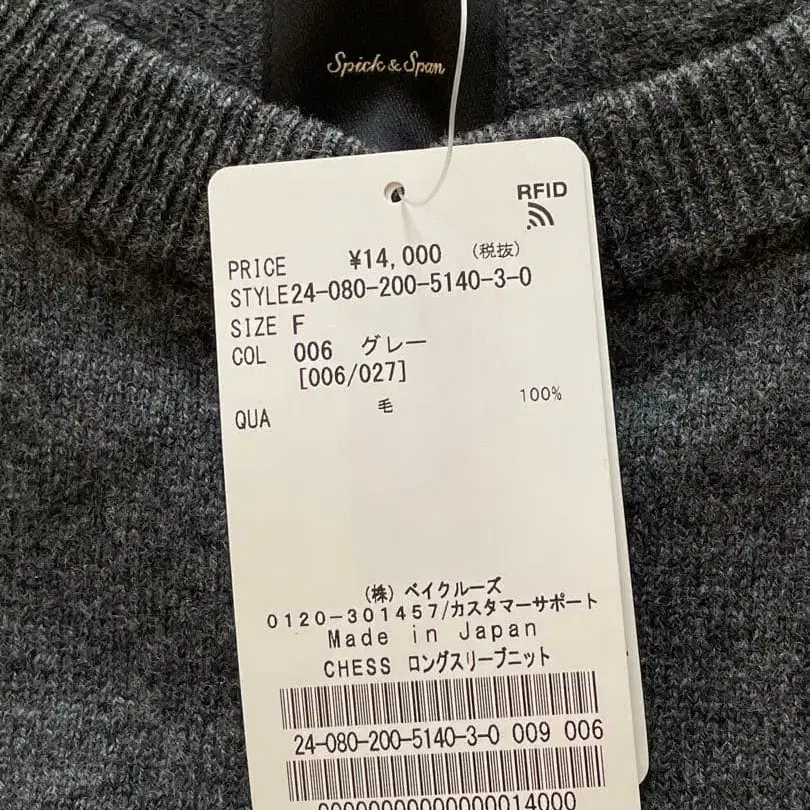 Spick & Span
RFID
PRICE ¥14,000 (税抜)
STYLE 24-080-200-5140-3-0
SIZE F
COL 006 グレー
[006/027]
QUA 毛 100%
(株) ベイクルーズ
0120-301457/カスタマーサポート
Made in Japan
CHESS ロングスリーブニット
24-080-200-5140-3-0 009 006